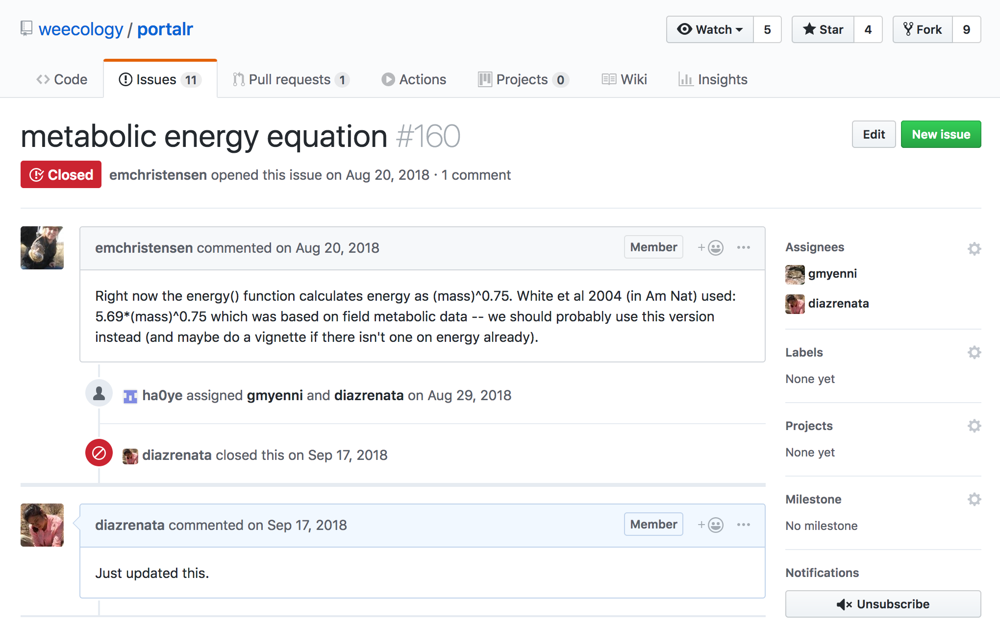 weecology / portalr
Watch 5 Star 4 Fork 9
Code Issues 11 Pull requests 1 Actions Projects 0 Wiki Insights
metabolic energy equation #160
Edit New issue
Closed emchristensen opened this issue on Aug 20, 2018 · 1 comment
emchristensen commented on Aug 20, 2018 Member
Right now the energy() function calculates energy as (mass)^0.75. White et al 2004 (in Am Nat) used:
5.69*(mass)^0.75 which was based on field metabolic data -- we should probably use this version
instead (and maybe do a vignette if there isn't one on energy already).
ha0ye assigned gmyenni and diazrenata on Aug 29, 2018
diazrenata closed this on Sep 17, 2018
diazrenata commented on Sep 17, 2018 Member
Just updated this.
Assignees
gmyenni
diazrenata
Labels
None yet
Projects
None yet
Milestone
No milestone
Notifications
Unsubscribe